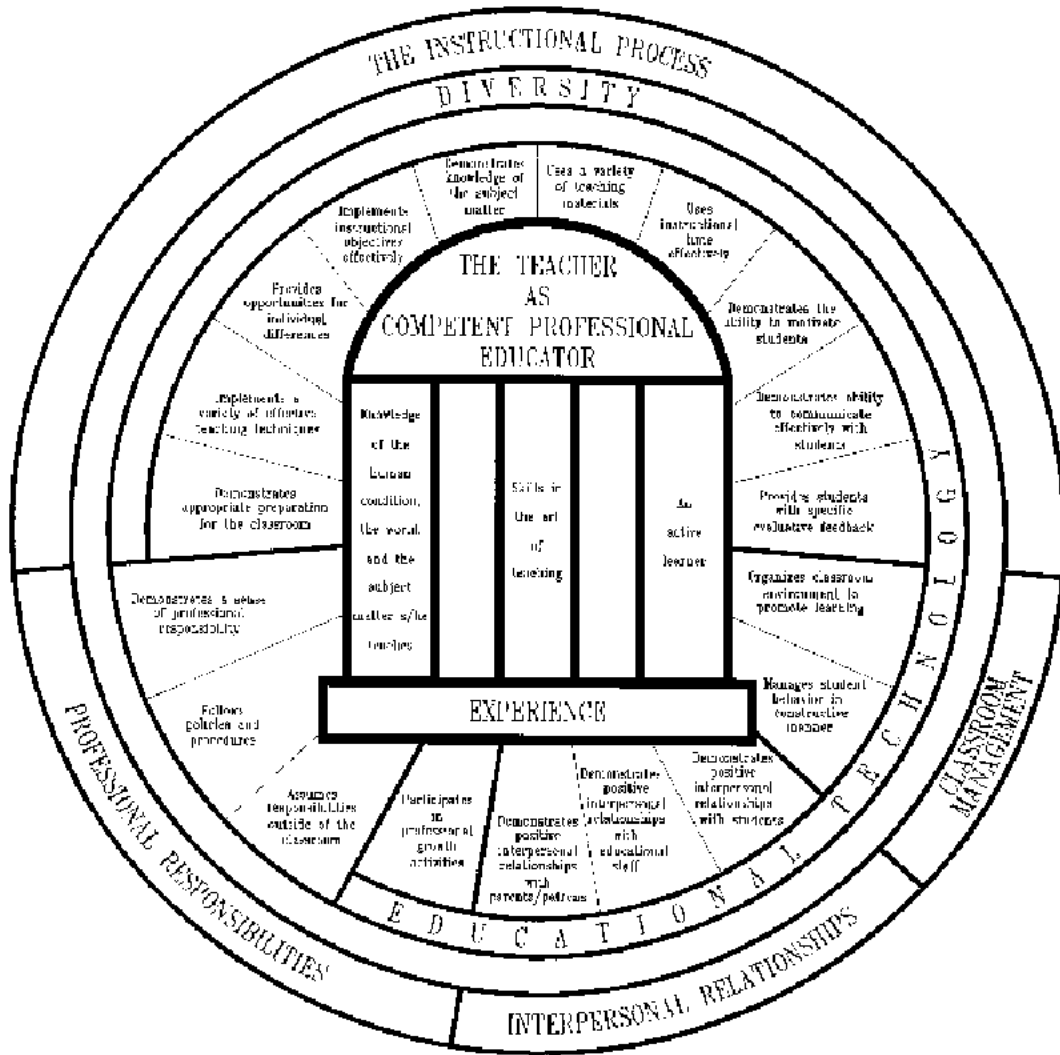 THE INSTRUCTIONAL PROCESS
DIVERSITY
Demonstrates
knowledge of
the subject
matter
Uses a variety
of teaching
materials
Uses
instructional
time
effectively
Demonstrates the
ability to motivate
students
Demonstrates ability
to communicate
effectively with
students
Provides students
with specific
evaluative feedback
Organizes classroom
environment to
promote learning
Manages student
behavior in
constructive
manner
Demonstrates
positive
interpersonal
relationships
with students
Demonstrates
positive
interpersonal
relationships
with
educational
staff
Demonstrates
positive
interpersonal
relationships
with
parents/patrons
Participates
in
professional
growth
activities
Assumes
responsibilities
outside of the
classroom
Follows
policies and
procedures
Demonstrates a sense
of professional
responsibility
Demonstrates
appropriate preparation
for the classroom
Implements a
variety of effective
teaching techniques
Provides
opportunities for
individual
differences
Implements
instructional
objectives
effectively
THE TEACHER
AS
COMPETENT PROFESSIONAL
EDUCATOR
Knowledge
of the
human
condition,
the world,
and the
subject
matter s/he
teaches
Skills in
the art
of
teaching
An
active
learner
EXPERIENCE
EDUCATIONAL TECHNOLOGY
CLASSROOM
MANAGEMENT
INTERPERSONAL RELATIONSHIPS
PROFESSIONAL RESPONSIBILITIES